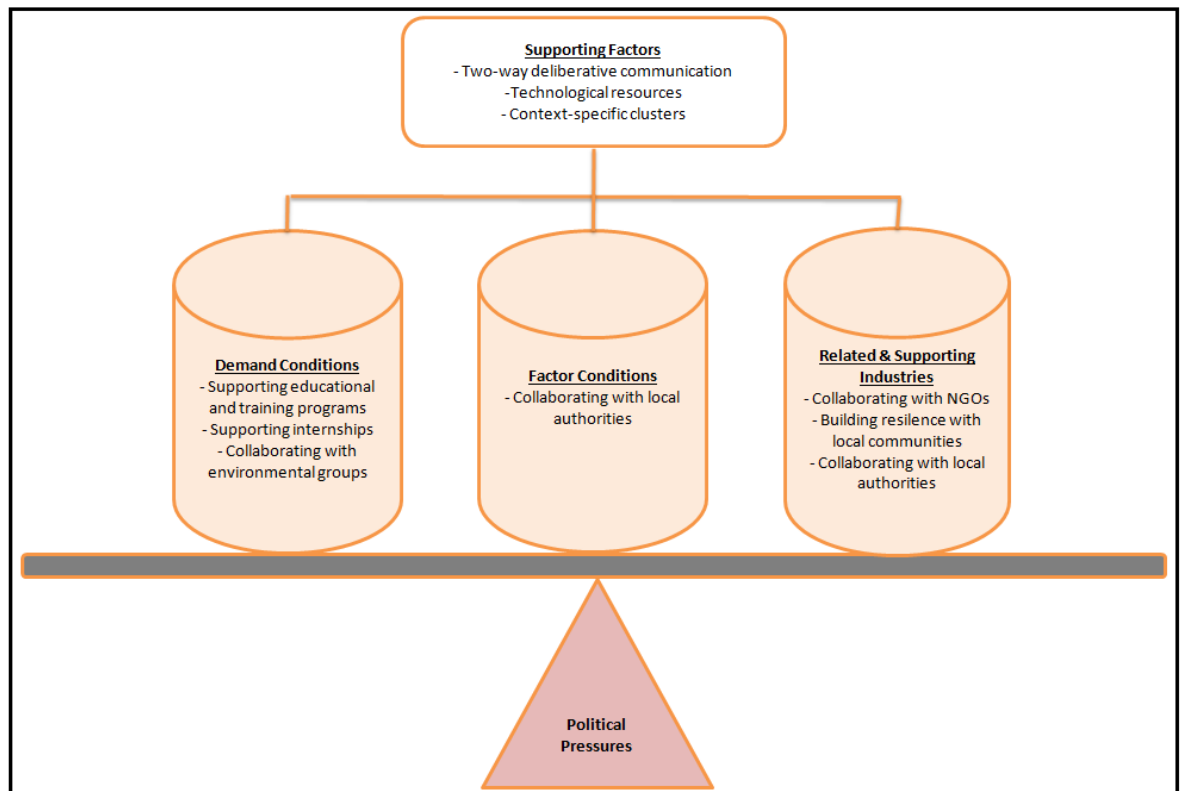 Supporting Factors
- Two-way deliberative communication
-Technological resources
- Context-specific clusters
Demand Conditions
- Supporting educational
and training programs
- Supporting internships
- Collaborating with
environmental groups
Factor Conditions
- Collaborating with local
authorities
Related & Supporting
Industries
- Collaborating with NGOs
- Building resilence with
local communities
- Collaborating with local
authorities
Political
Pressures